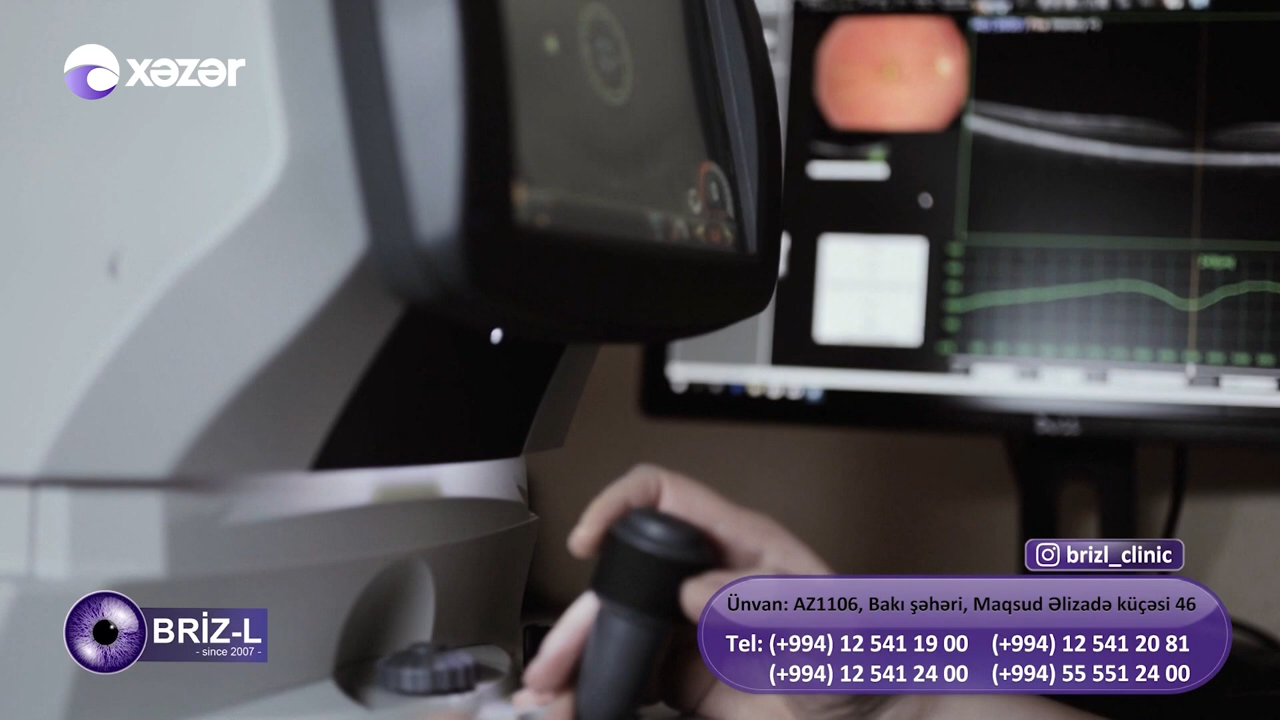 xəzər
brizl_clinic
BRİZ-L
- since 2007 -
Ünvan: AZ1106, Bakı şəhəri, Maqsud Əlizadə küçəsi 46
Tel: (+994) 12 541 19 00 (+994) 12 541 20 81
(+994) 12 541 24 00 (+994) 55 551 24 00